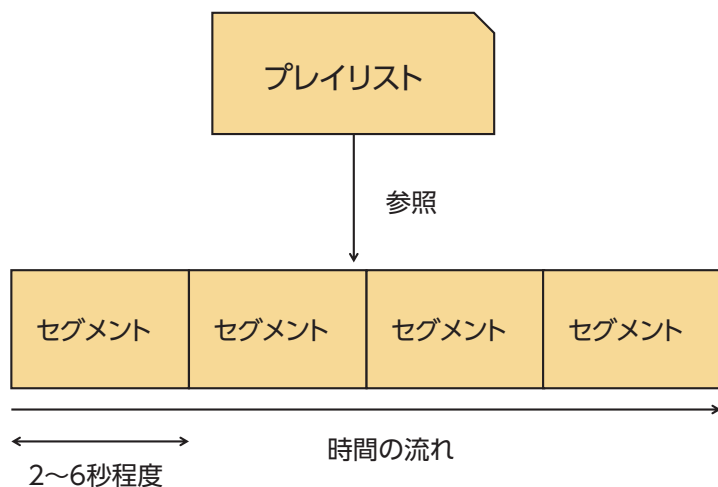 プレイリスト
参照
セグメント
セグメント
セグメント
セグメント
時間の流れ
2〜6秒程度